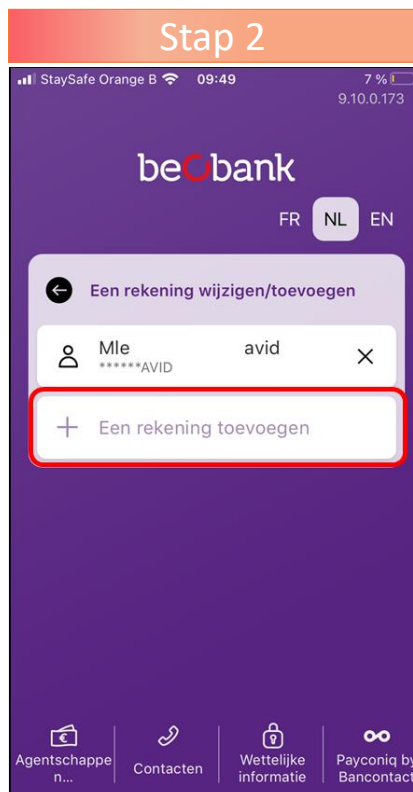 Stap 2
StaySafe Orange B 09:49 7 %
9.10.0.173
beobank
FR NL EN
Een rekening wijzigen/toevoegen
Mle avid
******AVID
+ Een rekening toevoegen
Agentschappe
n...
Contacten
Wettelijke
informatie
Payconiq by
Bancontact